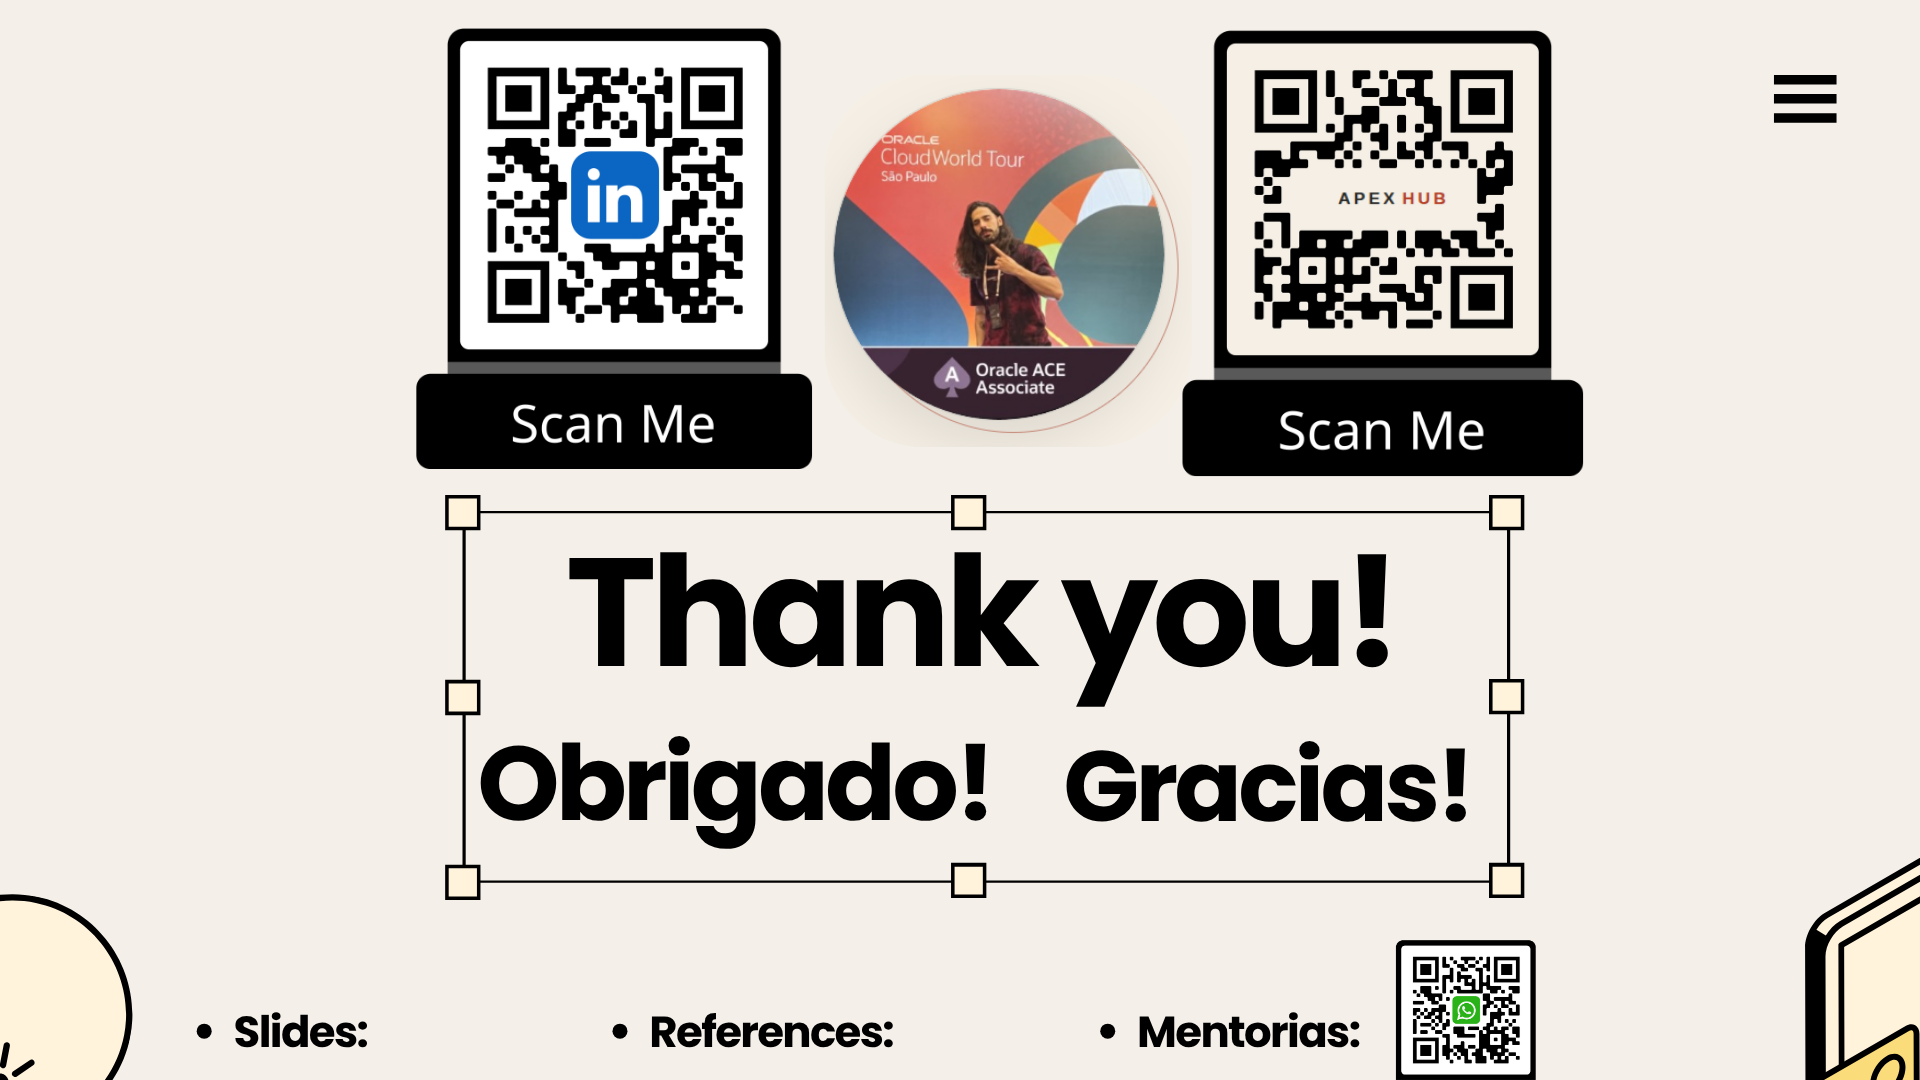 in
ORACLE
CloudWorld Tour
São Paulo
A
Oracle ACE
Associate
APEX HUB
Scan Me
Scan Me
Thank you!
Obrigado! Gracias!
• Slides:
• References:
• Mentorias: